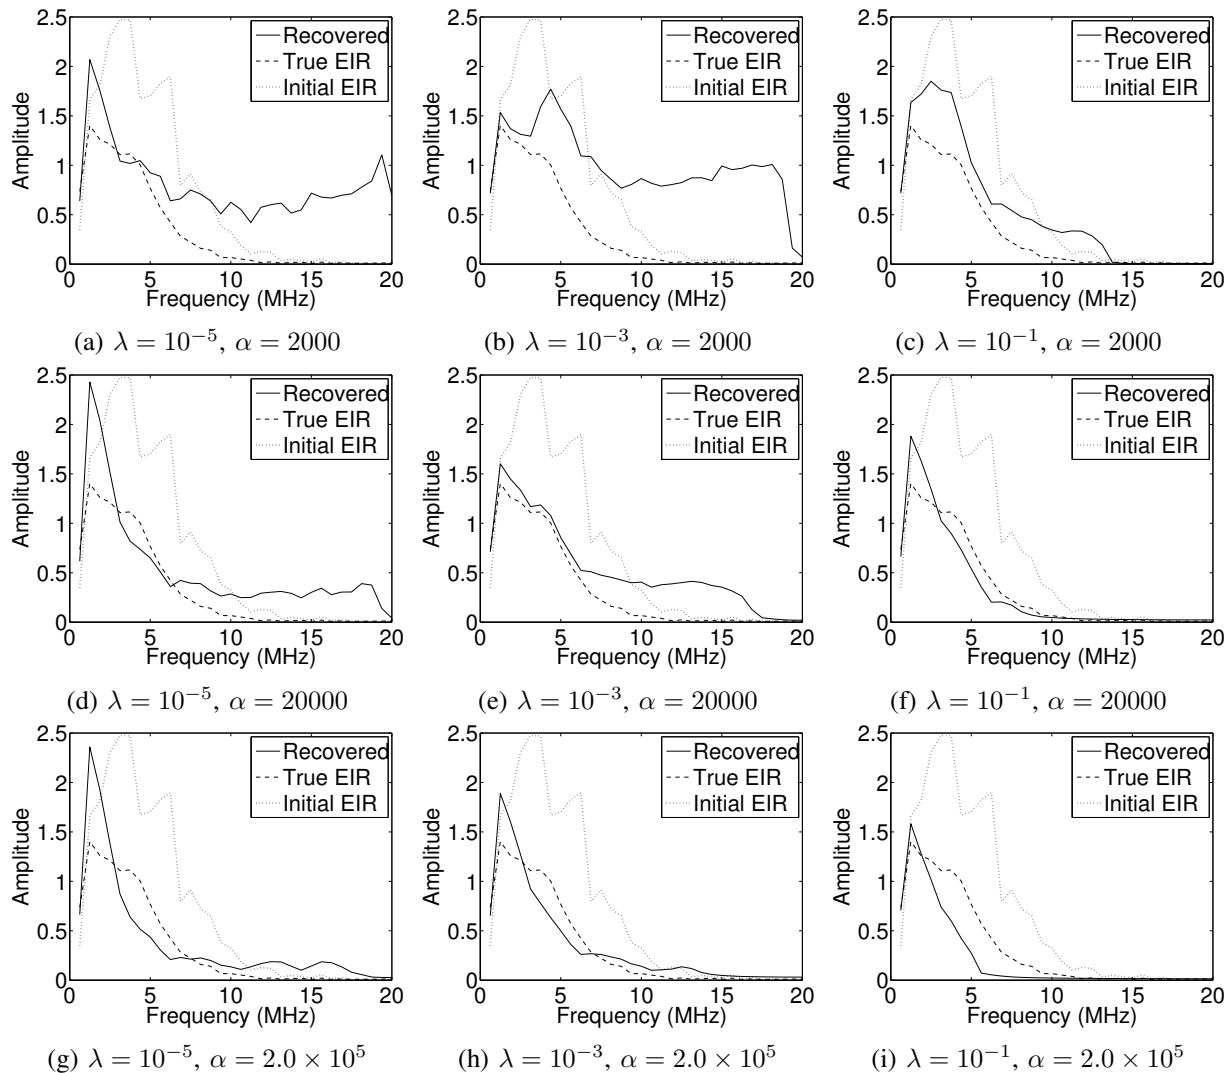 2.5
2
1.5
1
0.5
0
Amplitude
Recovered
True EIR
Initial EIR
0 5 10 15 20
Frequency (MHz)
(a) λ = 10⁻⁵, α = 2000
2.5
2
1.5
1
0.5
0
Amplitude
Recovered
True EIR
Initial EIR
0 5 10 15 20
Frequency (MHz)
(b) λ = 10⁻³, α = 2000
2.5
2
1.5
1
0.5
0
Amplitude
Recovered
True EIR
Initial EIR
0 5 10 15 20
Frequency (MHz)
(c) λ = 10⁻¹, α = 2000
2.5
2
1.5
1
0.5
0
Amplitude
Recovered
True EIR
Initial EIR
0 5 10 15 20
Frequency (MHz)
(d) λ = 10⁻⁵, α = 20000
2.5
2
1.5
1
0.5
0
Amplitude
Recovered
True EIR
Initial EIR
0 5 10 15 20
Frequency (MHz)
(e) λ = 10⁻³, α = 20000
2.5
2
1.5
1
0.5
0
Amplitude
Recovered
True EIR
Initial EIR
0 5 10 15 20
Frequency (MHz)
(f) λ = 10⁻¹, α = 20000
2.5
2
1.5
1
0.5
0
Amplitude
Recovered
True EIR
Initial EIR
0 5 10 15 20
Frequency (MHz)
(g) λ = 10⁻⁵, α = 2.0 × 10⁵
2.5
2
1.5
1
0.5
0
Amplitude
Recovered
True EIR
Initial EIR
0 5 10 15 20
Frequency (MHz)
(h) λ = 10⁻³, α = 2.0 × 10⁵
2.5
2
1.5
1
0.5
0
Amplitude
Recovered
True EIR
Initial EIR
0 5 10 15 20
Frequency (MHz)
(i) λ = 10⁻¹, α = 2.0 × 10⁵